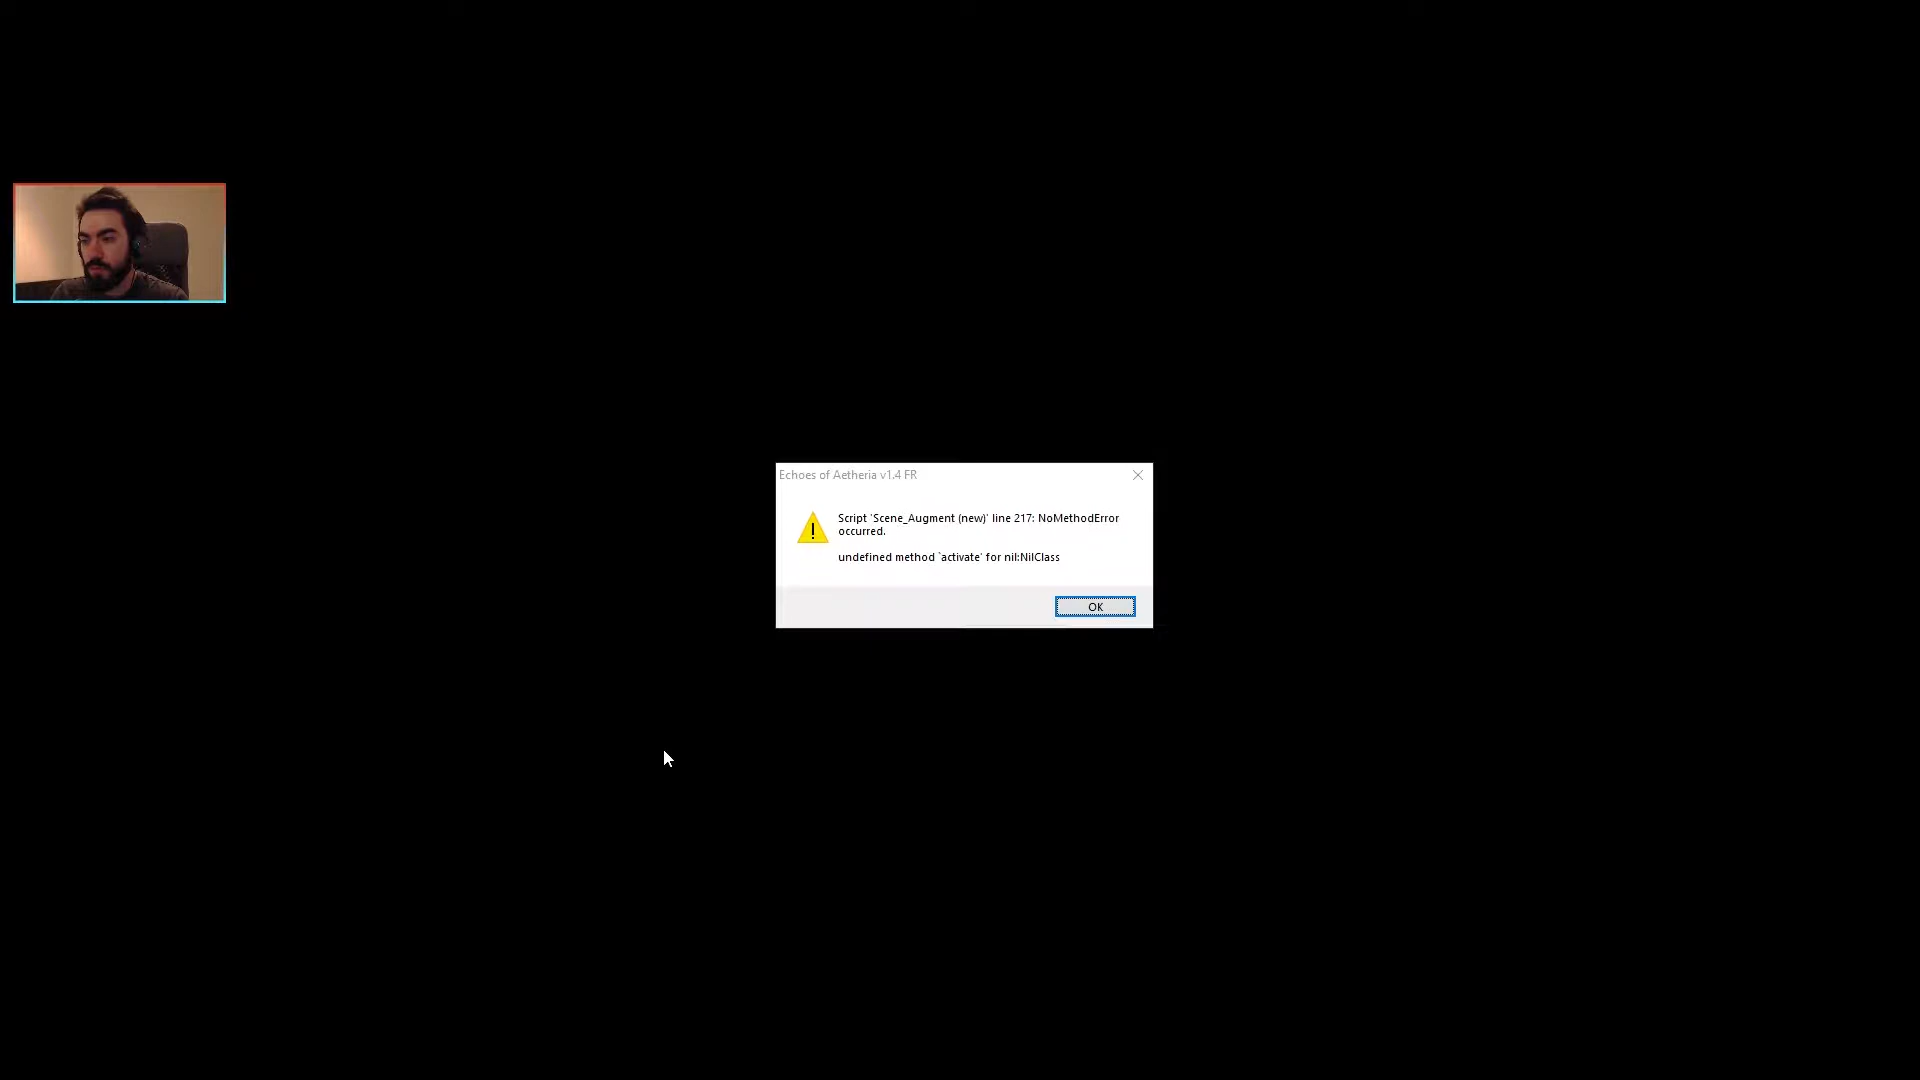 Echoes of Aetheria v1.4 FR
Script 'Scene_Augment (new)' line 217: NoMethodError
occurred.
undefined method `activate' for nil:NilClass
OK